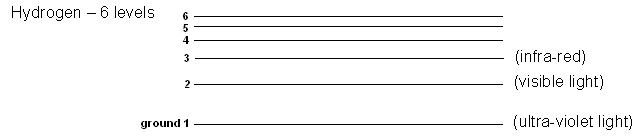 Hydrogen – 6 levels
6
5
4
3 (infra-red)
2 (visible light)
ground 1 (ultra-violet light)